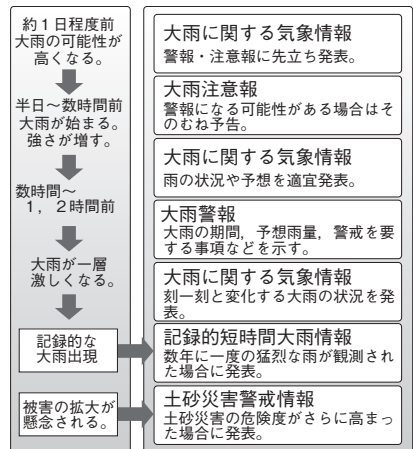 約1日程度前
大雨の可能性が
高くなる。
半日～数時間前
大雨が始まる。
強さが増す。
数時間～
1，2時間前
大雨が一層
激しくなる。
記録的な
大雨出現
被害の拡大が
懸念される。
大雨に関する気象情報
警報・注意報に先立ち発表。
大雨注意報
警報になる可能性がある場合はそ
のむね予告。
大雨に関する気象情報
雨の状況や予想を適宜発表。
大雨警報
大雨の期間，予想雨量，警戒を要
する事項などを示す。
大雨に関する気象情報
刻一刻と変化する大雨の状況を発
表。
記録的短時間大雨情報
数年に一度の猛烈な雨が観測され
た場合に発表。
土砂災害警戒情報
土砂災害の危険度がさらに高まっ
た場合に発表。